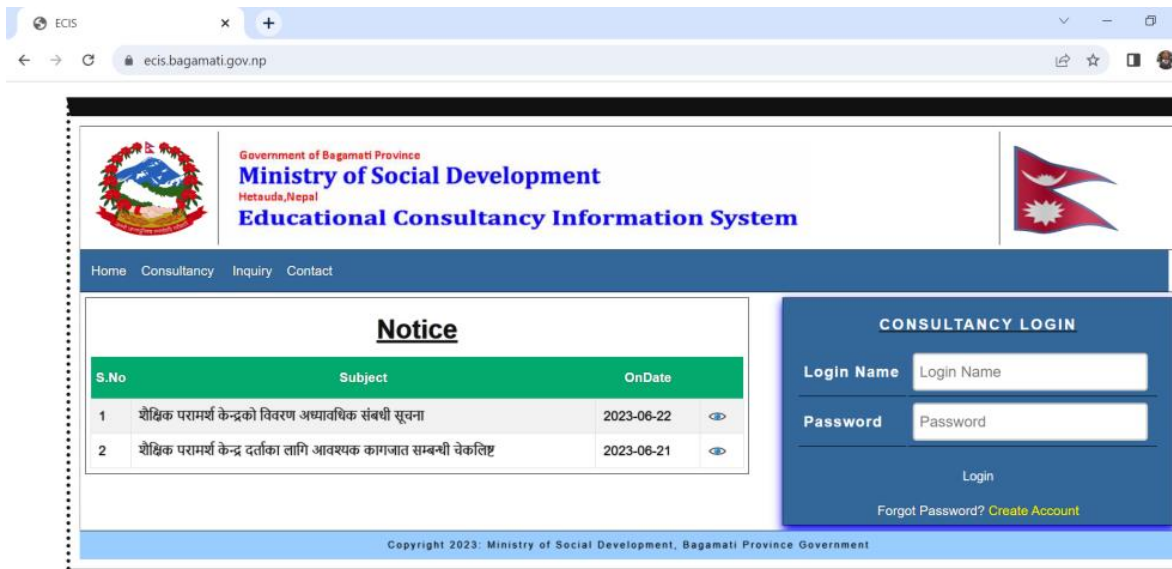 ECIS
ecis.bagamati.gov.np
Government of Bagamati Province
Ministry of Social Development
Hetauda,Nepal
Educational Consultancy Information System
Home Consultancy Inquiry Contact
Notice
S.No Subject OnDate
1 शैक्षिक परामर्श केन्द्रको विवरण अध्यावधिक संबधी सूचना 2023-06-22
2 शैक्षिक परामर्श केन्द्र दर्ताका लागि आवश्यक कागजात सम्बन्धी चेकलिष्ट 2023-06-21
CONSULTANCY LOGIN
Login Name Login Name
Password Password
Login
Forgot Password? Create Account
Copyright 2023: Ministry of Social Development, Bagamati Province Government